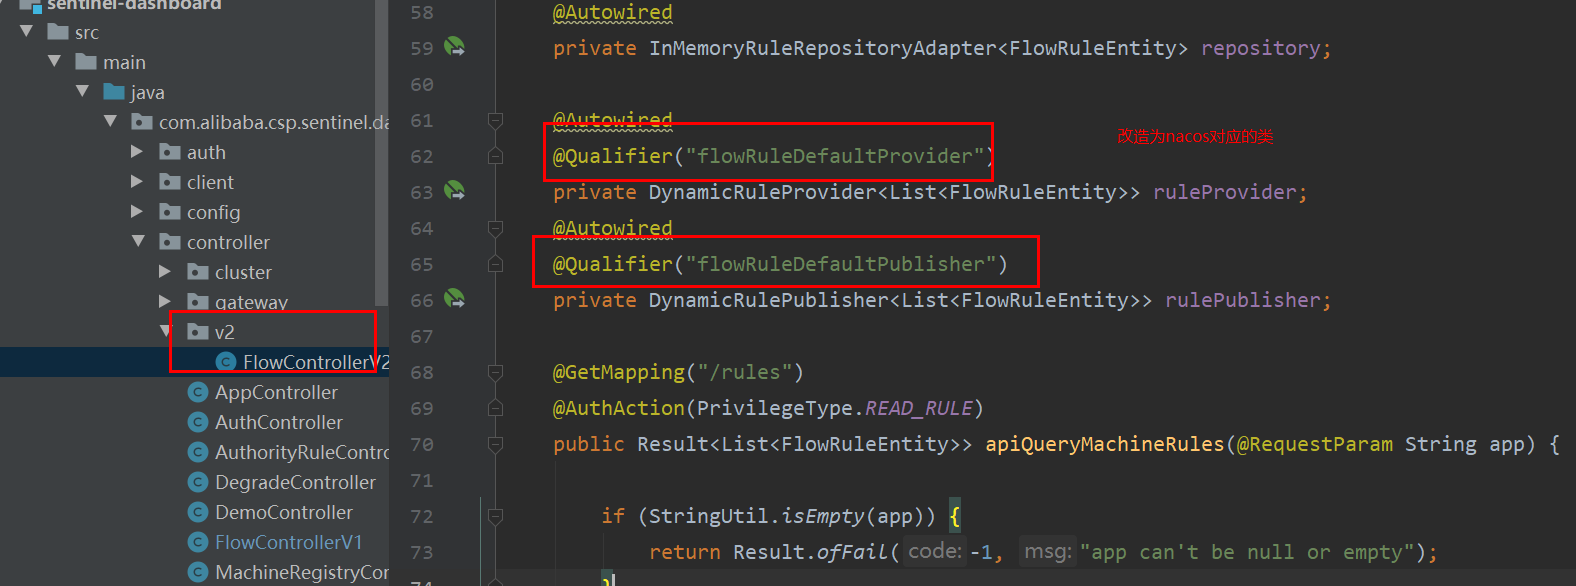 sentinel-dashboard
src
main
java
com.alibaba.csp.sentinel.da
auth
client
config
controller
cluster
gateway
v2
FlowControllerV2
AppController
AuthController
AuthorityRuleContro
DegradeController
DemoController
FlowControllerV1
MachineRegistryCor
58 @Autowired
59 private InMemoryRuleRepositoryAdapter<FlowRuleEntity> repository;
60
61 @Autowired
62 @Qualifier("flowRuleDefaultProvider")
63 private DynamicRuleProvider<List<FlowRuleEntity>> ruleProvider;
64 @Autowired
65 @Qualifier("flowRuleDefaultPublisher")
66 private DynamicRulePublisher<List<FlowRuleEntity>> rulePublisher;
67
68 @GetMapping("/rules")
69 @AuthAction(PrivilegeType.READ_RULE)
70 public Result<List<FlowRuleEntity>> apiQueryMachineRules(@RequestParam String app) {
71
72 if (StringUtil.isEmpty(app)) {
73 return Result.ofFail( code: -1, msg: "app can't be null or empty");
74 }
改造为nacos对应的类